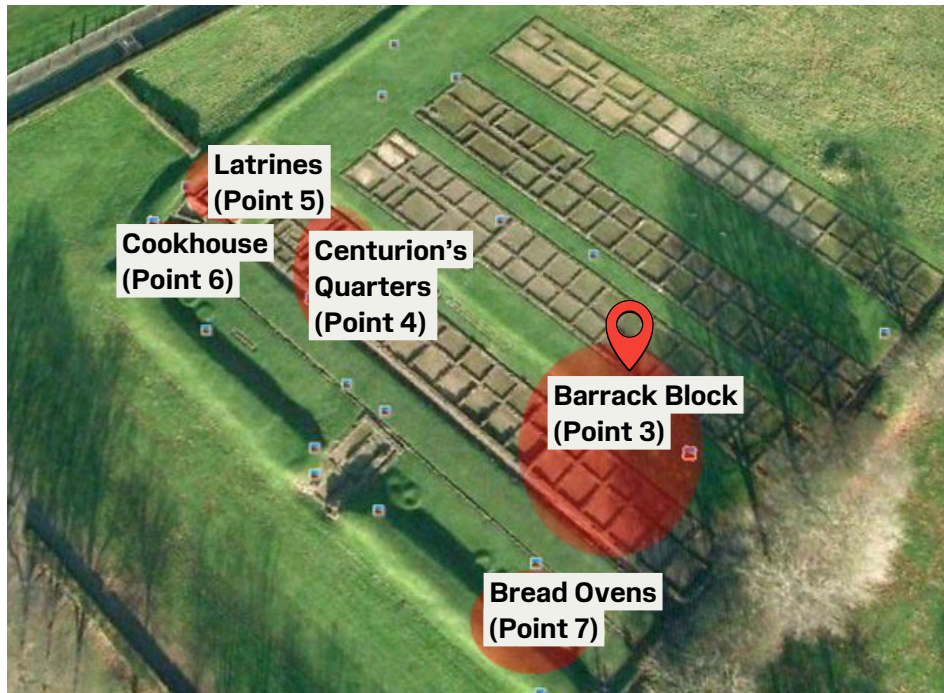 Latrines
(Point 5)
Cookhouse
(Point 6)
Centurion’s
Quarters
(Point 4)
Barrack Block
(Point 3)
Bread Ovens
(Point 7)